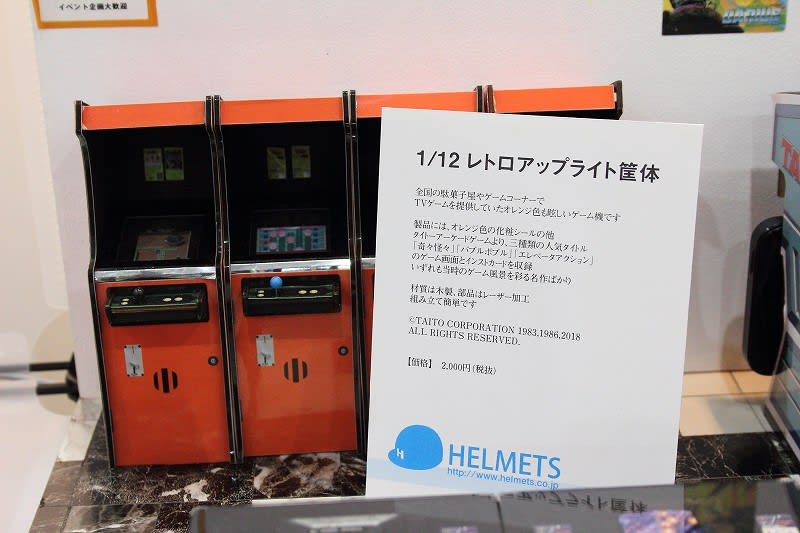 イベント企画大歓迎
DARIUS
1/12 レトロアップライト筐体
全国の駄菓子屋やゲームコーナーで
TVゲームを提供していたオレンジ色も眩しいゲーム機です
製品には、オレンジ色の化粧シールの他
タイトーアーケードゲームより、三種類の人気タイトル
「奇々怪々」「バブルボブル」「エレベータアクション」
のゲーム画面とインストカードを収録
いずれも当時のゲーム風景を彩る名作ばかり
材質は木製、部品はレーザー加工
組み立て簡単です
©TAITO CORPORATION 1983,1986,2018
ALL RIGHTS RESERVED.
【価格】 2,000円(税抜)
H
HELMETS
http://www.helmets.co.jp